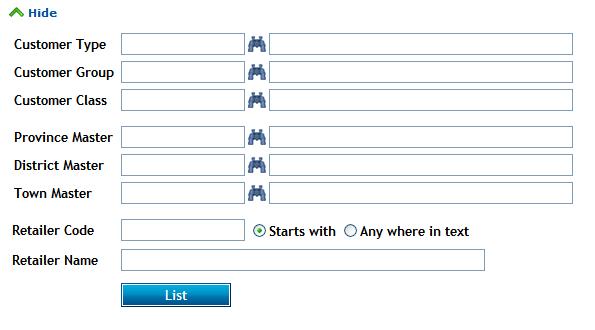 Hide
Customer Type
Customer Group
Customer Class
Province Master
District Master
Town Master
Retailer Code Starts with Any where in text
Retailer Name
List